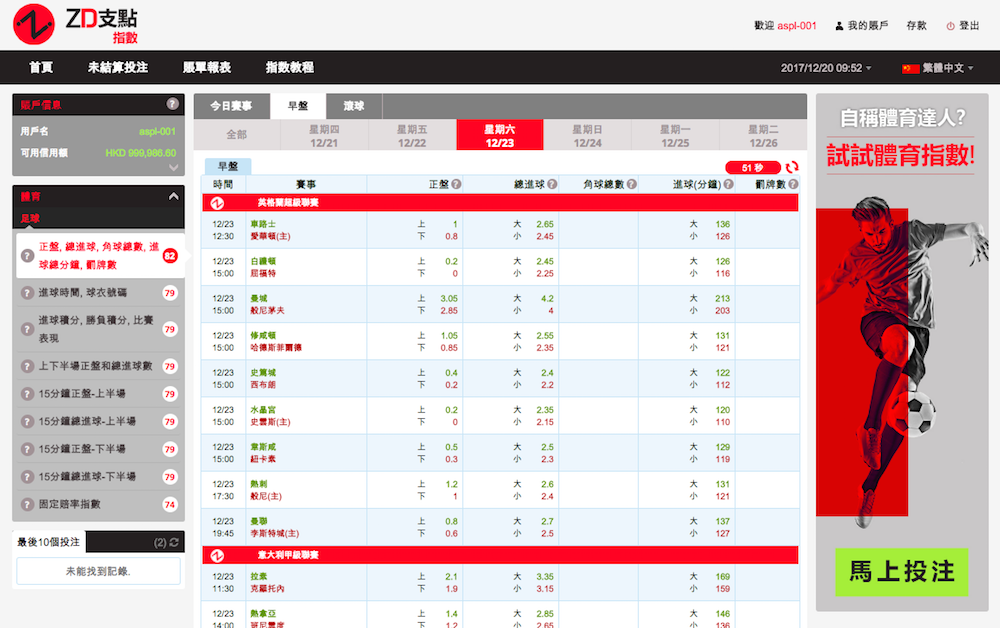 ZD支點
指數
歡迎 aspl-001 我的賬戶 存款 登出
首頁 未結算投注 賬單報表 指數教程
2017/12/20 09:52 繁體中文
賬戶信息 ?
用戶名 aspl-001
可用信用額 HKD 999,986.60
體育
足球
? 正盤, 總進球, 角球總數, 進
球總分鐘, 罰牌數 82
? 進球時間, 球衣號碼 79
? 進球積分, 勝負積分, 比賽
表現 79
? 上下半場正盤和總進球數 79
? 15分鐘正盤-上半場 79
? 15分鐘總進球-上半場 79
? 15分鐘正盤-下半場 79
? 15分鐘總進球-下半場 79
? 固定賠率指數 74
最後10個投注 (2)
未能找到記錄.
今日賽事 早盤 滾球
全部 星期四 星期五 星期六 星期日 星期一 星期二
12/21 12/22 12/23 12/24 12/25 12/26
早盤 51 秒
時間 賽事 正盤 ? 總進球 ? 角球總數 ? 進球(分鐘) ? 罰牌數 ?
英格蘭超級聯賽
12/23 車路士 上 1 大 2.65 大 136
12:30 愛華頓(主) 下 0.8 小 2.45 小 126
12/23 白禮頓 上 0.2 大 2.45 大 126
15:00 屈福特 下 0 小 2.25 小 116
12/23 曼城 上 3.05 大 4.2 大 213
15:00 般尼茅夫 下 2.85 小 4 小 203
12/23 修咸頓 上 1.05 大 2.55 大 131
15:00 哈德斯菲爾德 下 0.85 小 2.35 小 121
12/23 史篤城 上 0.4 大 2.4 大 122
15:00 西布朗 下 0.2 小 2.2 小 112
12/23 水晶宮 上 0.2 大 2.35 大 120
15:00 史雲斯(主) 下 0 小 2.15 小 110
12/23 韋斯咸 上 0.5 大 2.5 大 129
15:00 紐卡素 下 0.3 小 2.3 小 119
12/23 熱刺 上 1.2 大 2.6 大 131
17:30 般尼(主) 下 1 小 2.4 小 121
12/23 曼聯 上 0.8 大 2.7 大 137
19:45 李斯特城(主) 下 0.6 小 2.5 小 127
意大利甲級聯賽
12/23 拉素 上 2.1 大 3.35 大 169
11:30 克羅托內 下 1.9 小 3.15 小 159
12/23 熱拿亞 上 1.4 大 2.85 大 146
14:00 下 1.2 小 2.65 小 136
自稱體育達人?
試試體育指數!
馬上投注